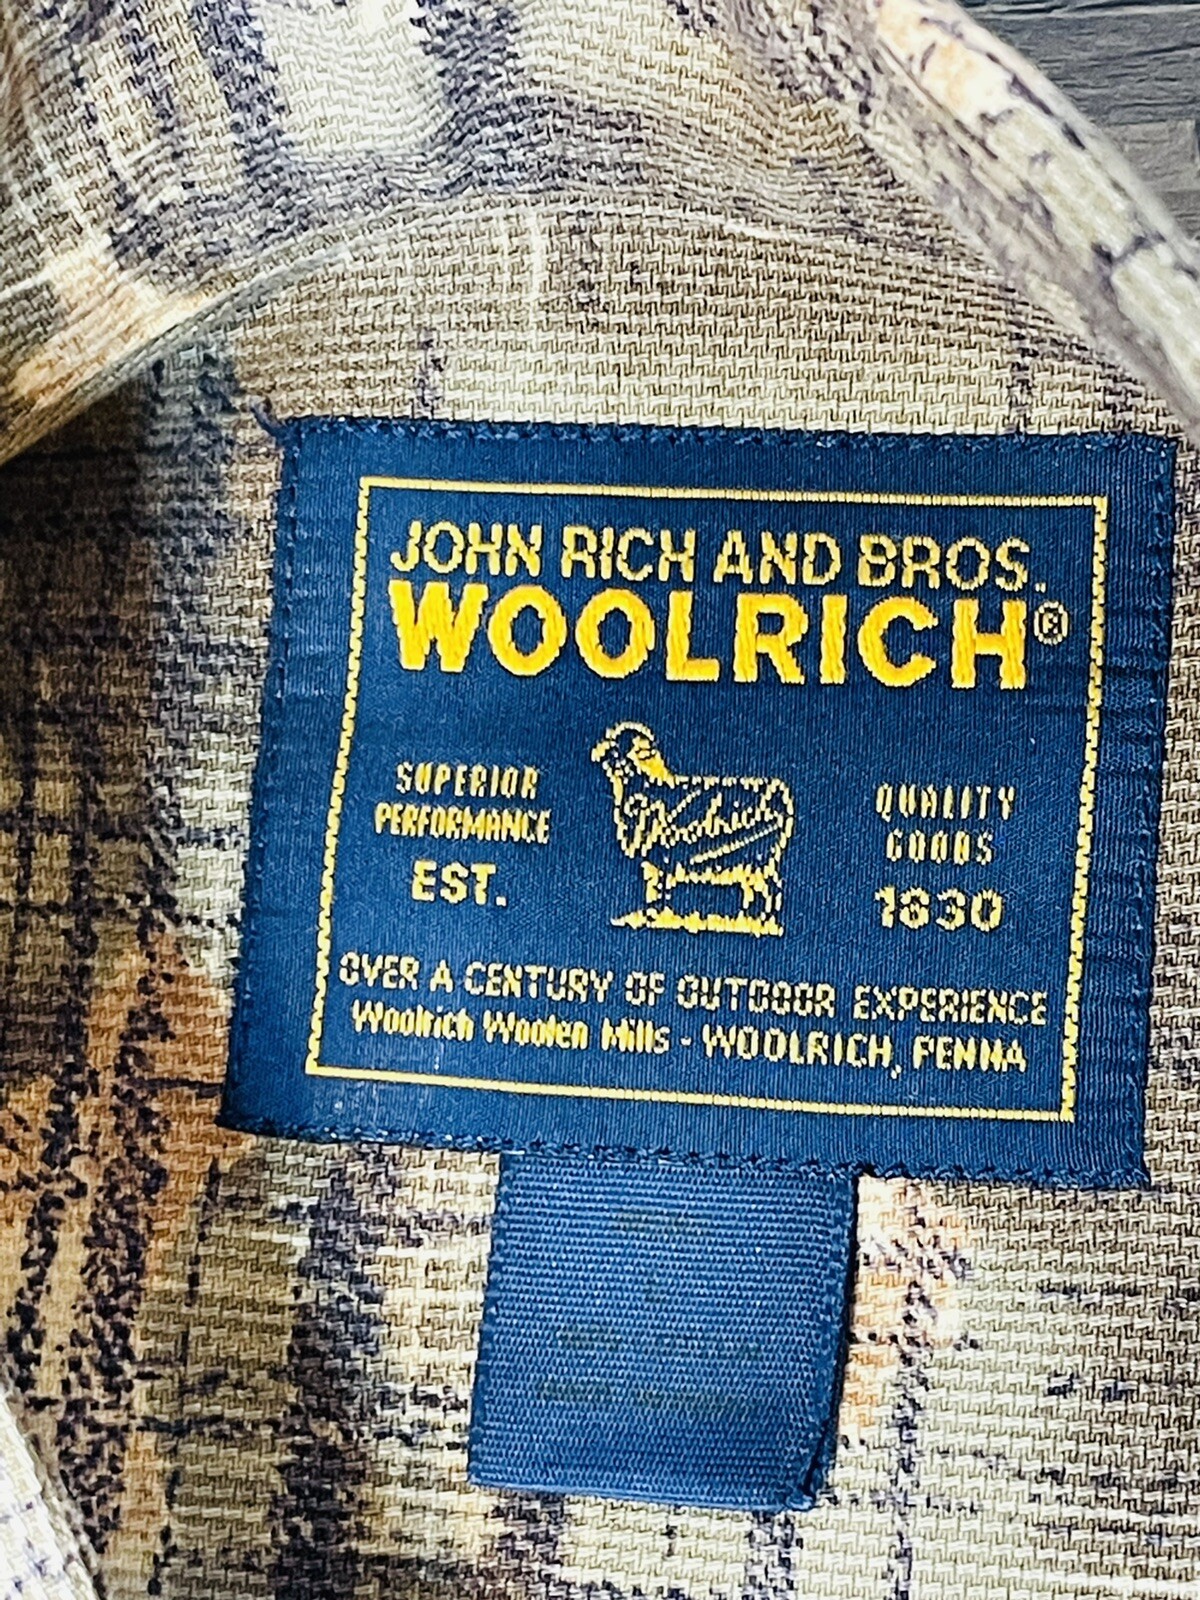 JOHN RICH AND BROS.
WOOLRICH®
SUPERIOR
PERFORMANCE
EST.
Woolrich
QUALITY
GOODS
1830
OVER A CENTURY OF OUTDOOR EXPERIENCE
Woolrich Woolen Mills - WOOLRICH, PENNA